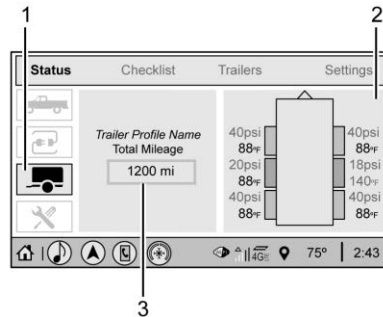 1
2
Status Checklist Trailers Settings
Trailer Profile Name
Total Mileage
1200 mi
40psi 40psi
88°F 88°F
20psi 18psi
88°F 140°F
40psi 40psi
88°F 88°F
4G 75° 2:43
3